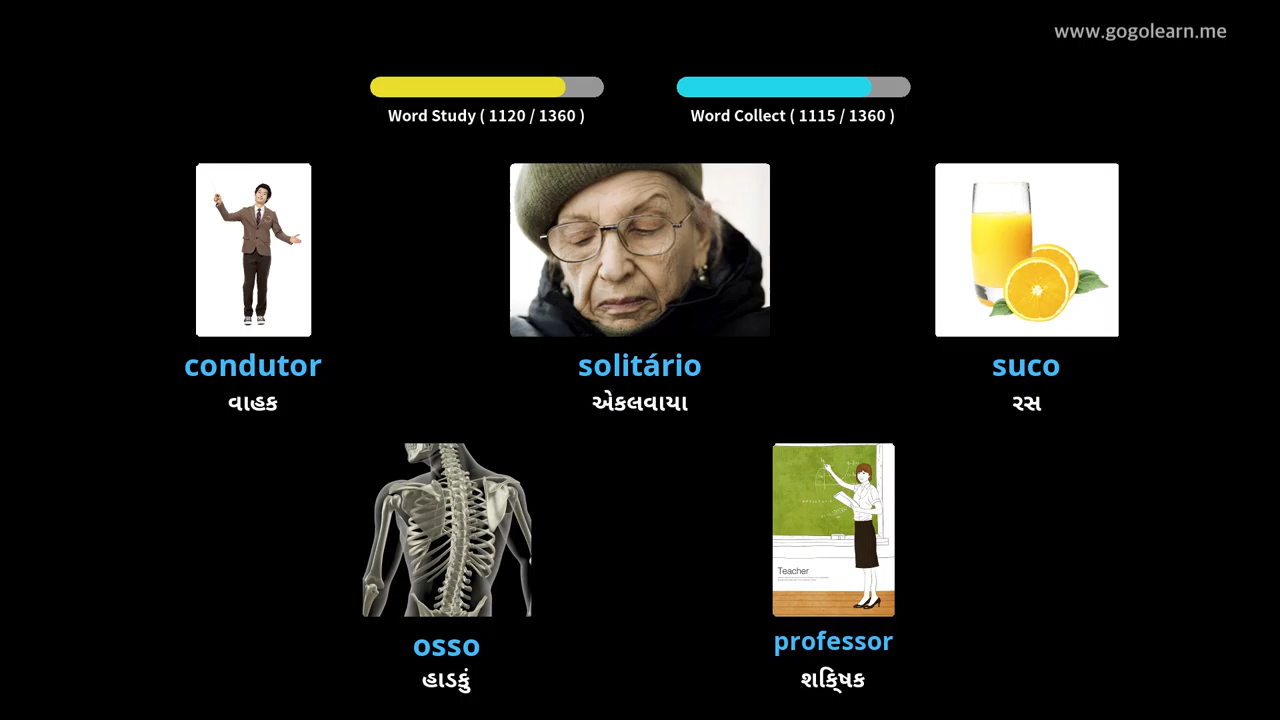 www.gogolearn.me
Word Study ( 1120 / 1360 )
Word Collect ( 1115 / 1360 )
condutor
વાહક
solitário
એકલવાયા
suco
રસ
osso
હાડકું
Teacher
professor
શિક્ષક